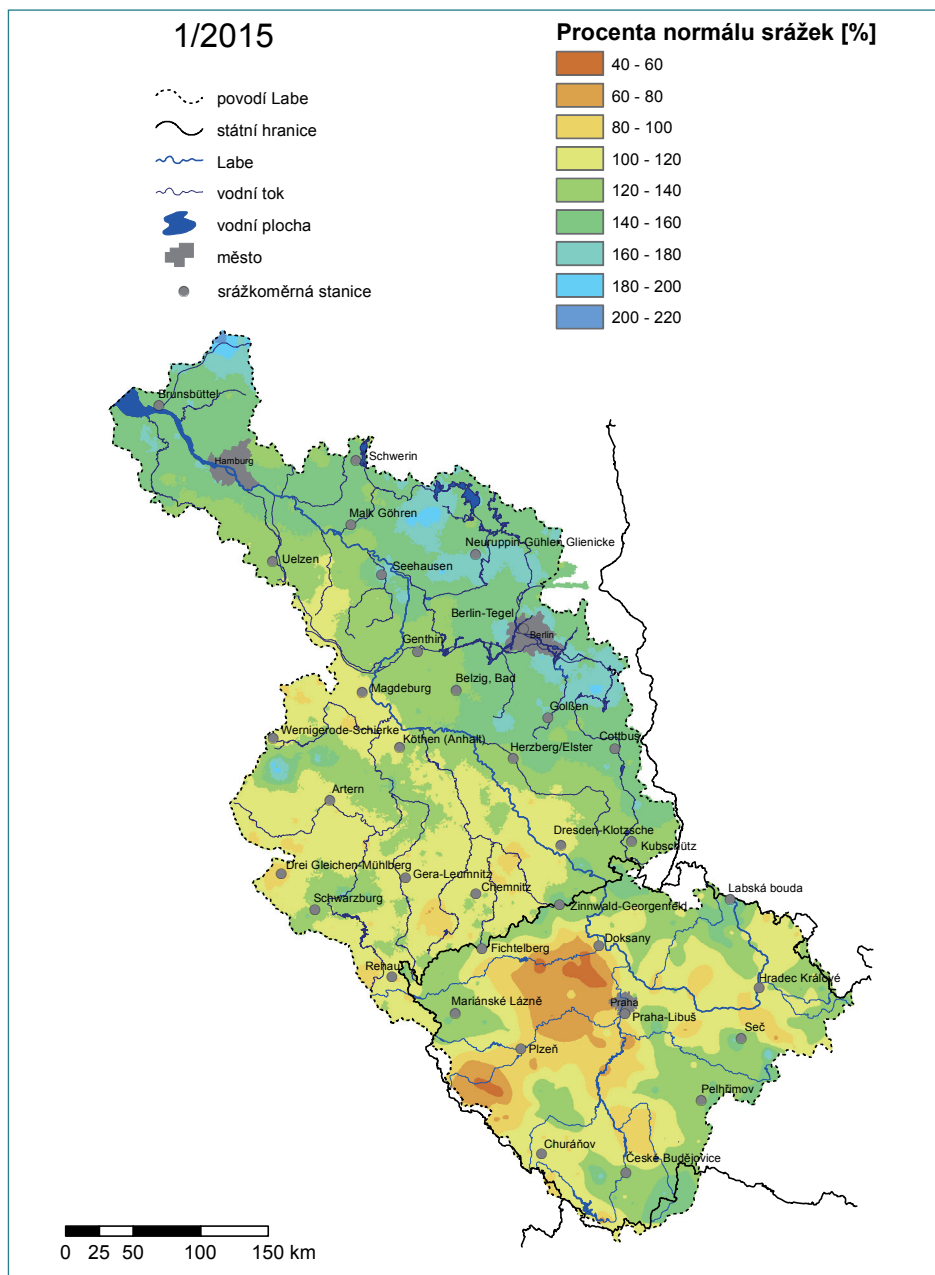 1/2015
Procenta normálu srážek [%]
povodí Labe
státní hranice
Labe
vodní tok
vodní plocha
město
srážkoměrná stanice
40 - 60
60 - 80
80 - 100
100 - 120
120 - 140
140 - 160
160 - 180
180 - 200
200 - 220
Brunsbüttel
Hamburg
Schwerin
Malk Göhren
Neuruppin-Gühlen Glienicke
Uelzen
Seehausen
Berlin-Tegel
Berlin
Genthin
Magdeburg
Belzig, Bad
Golßen
Wernigerode-Schierke
Köthen (Anhalt)
Herzberg/Elster
Cottbus
Artern
Dresden-Klotzsche
Kubschütz
Drei Gleichen-Mühlberg
Gera-Leumnitz
Chemnitz
Labská bouda
Schwarzburg
Zinnwald-Georgenfeld
Fichtelberg
Doksany
Rehau
Hradec Králové
Mariánské Lázně
Praha
Praha-Libuš
Seč
Plzeň
Pelhřimov
Churáňov
České Budějovice
0 25 50 100 150 km